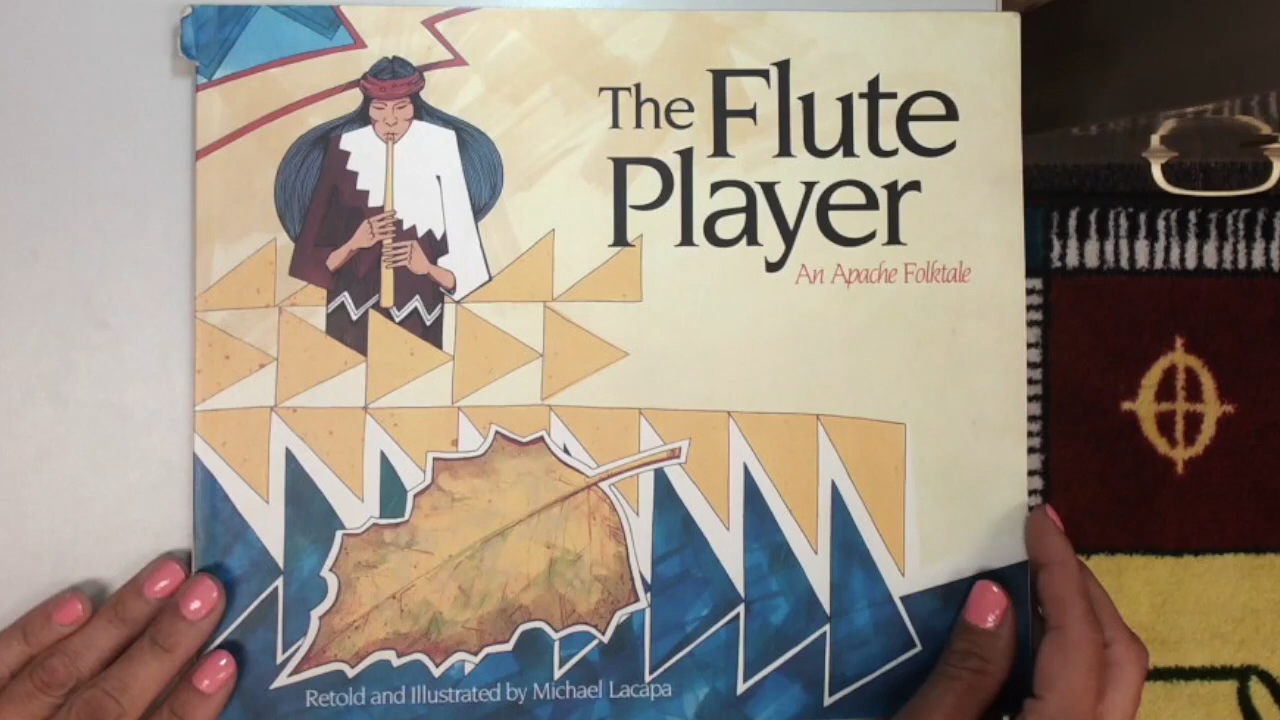 The Flute
Player
An Apache Folktale
Retold and Illustrated by Michael Lacapa